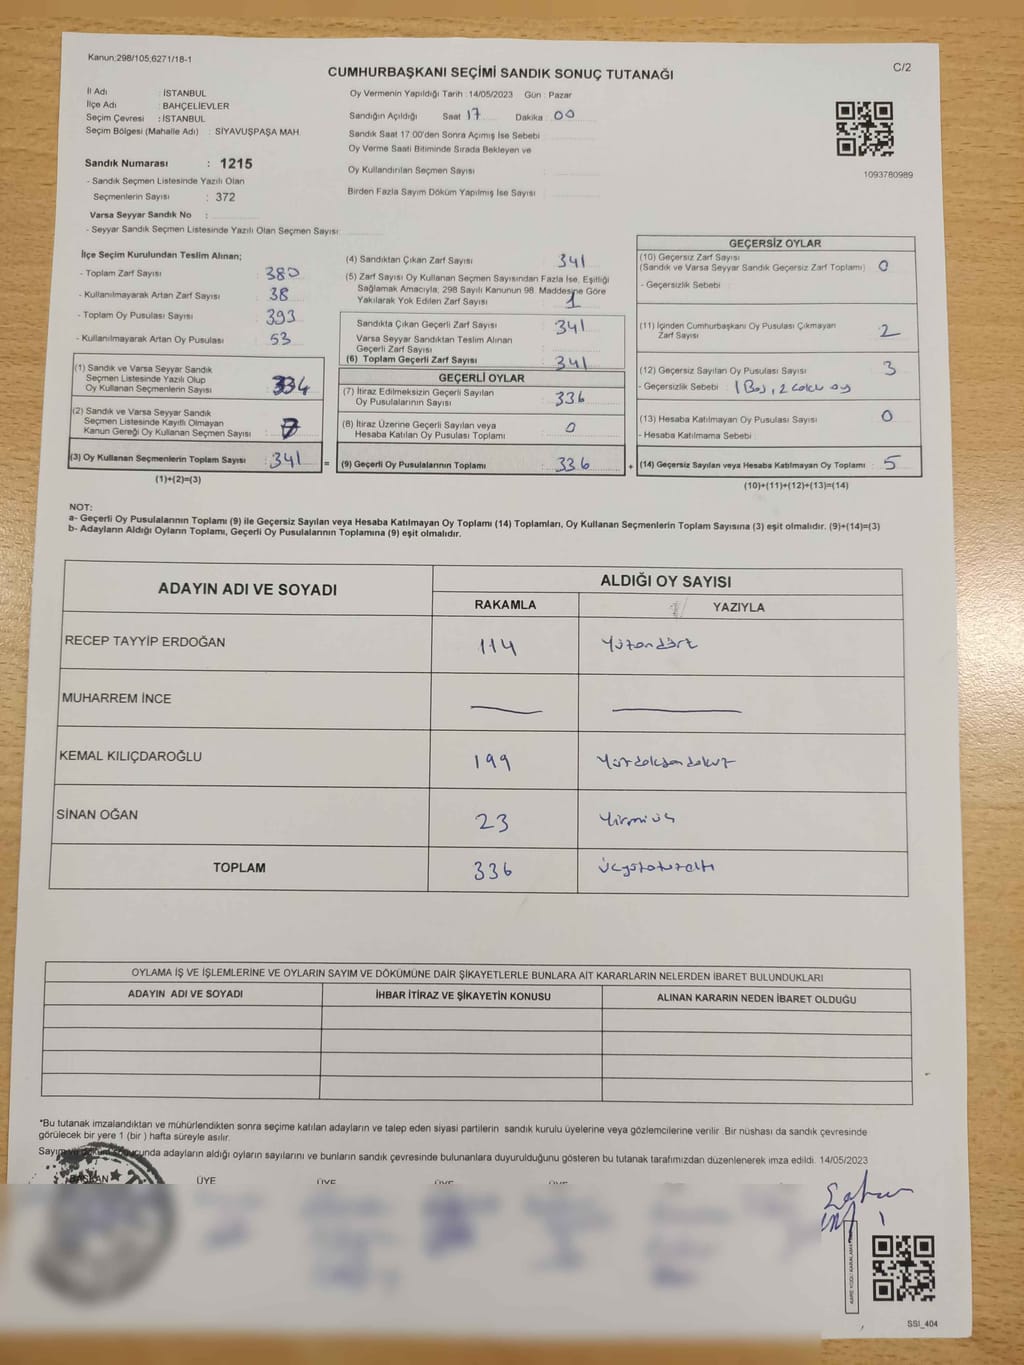 Kanun:298/105;6271/18-1
C/2
CUMHURBAŞKANI SEÇİMİ SANDIK SONUÇ TUTANAĞI
İl Adı : İSTANBUL
İlçe Adı : BAHÇELİEVLER
Seçim Çevresi : İSTANBUL
Seçim Bölgesi (Mahalle Adı) : SİYAVUŞPAŞA MAH.
Sandık Numarası : 1215
- Sandık Seçmen Listesinde Yazılı Olan
Seçmenlerin Sayısı : 372
Varsa Seyyar Sandık No :
- Seyyar Sandık Seçmen Listesinde Yazılı Olan Seçmen Sayısı:
Oy Vermenin Yapıldığı Tarih : 14/05/2023 Gün : Pazar
Sandığın Açıldığı Saat 17 Dakika 00
Sandık Saat 17.00'den Sonra Açımış İse Sebebi
Oy Verme Saati Bitiminde Sırada Bekleyen ve
Oy Kullandırılan Seçmen Sayısı :
Birden Fazla Sayım Döküm Yapılmış İse Sayısı :
1093780989
İlçe Seçim Kurulundan Teslim Alınan;
- Toplam Zarf Sayısı : 380
- Kullanılmayarak Artan Zarf Sayısı : 38
- Toplam Oy Pusulası Sayısı : 393
- Kullanılmayarak Artan Oy Pusulası : 53
(1) Sandık ve Varsa Seyyar Sandık
Seçmen Listesinde Yazılı Olup
Oy Kullanan Seçmenlerin Sayısı : 334
(2) Sandık ve Varsa Seyyar Sandık
Seçmen Listesinde Kayıtlı Olmayan
Kanun Gereği Oy Kullanan Seçmen Sayısı : 7
(3) Oy Kullanan Seçmenlerin Toplam Sayısı : 341
(1)+(2)=(3)
(4) Sandıktan Çıkan Zarf Sayısı : 341
(5) Zarf Sayısı Oy Kullanan Seçmen Sayısından Fazla İse, Eşitliği
Sağlamak Amacıyla, 298 Sayılı Kanunun 98. Maddesine Göre
Yakılarak Yok Edilen Zarf Sayısı : 1
Sandıkta Çıkan Geçerli Zarf Sayısı : 341
Varsa Seyyar Sandıktan Teslim Alınan
Geçerli Zarf Sayısı
(6) Toplam Geçerli Zarf Sayısı : 341
GEÇERLİ OYLAR
(7) İtiraz Edilmeksizin Geçerli Sayılan
Oy Pusulalarının Sayısı : 336
(8) İtiraz Üzerine Geçerli Sayılan veya
Hesaba Katılan Oy Pusulası Toplamı : 0
= (9) Geçerli Oy Pusulalarının Toplamı : 336
GEÇERSİZ OYLAR
(10) Geçersiz Zarf Sayısı
(Sandık ve Varsa Seyyar Sandık Geçersiz Zarf Toplamı) : 0
- Geçersizlik Sebebi :
(11) İçinden Cumhurbaşkanı Oy Pusulası Çıkmayan
Zarf Sayısı : 2
(12) Geçersiz Sayılan Oy Pusulası Sayısı : 3
- Geçersizlik Sebebi : 1 Boş, 2 oy
(13) Hesaba Katılmayan Oy Pusulası Sayısı : 0
- Hesaba Katılmama Sebebi :
+ (14) Geçersiz Sayılan veya Hesaba Katılmayan Oy Toplamı : 5
(10)+(11)+(12)+(13)=(14)
NOT:
a- Geçerli Oy Pusulalarının Toplamı (9) ile Geçersiz Sayılan veya Hesaba Katılmayan Oy Toplamı (14) Toplamları, Oy Kullanan Seçmenlerin Toplam Sayısına (3) eşit olmalıdır. (9)+(14)=(3)
b- Adayların Aldığı Oyların Toplamı, Geçerli Oy Pusulalarının Toplamına (9) eşit olmalıdır.
ADAYIN ADI VE SOYADI
ALDIĞI OY SAYISI
RAKAMLA YAZIYLA
RECEP TAYYİP ERDOĞAN 114 Yüzondört
MUHARREM İNCE
KEMAL KILIÇDAROĞLU 199 Yüzdoksandokuz
SİNAN OĞAN 23 Yirmiüç
TOPLAM 336 Üçyüzotuzaltı
OYLAMA İŞ VE İŞLEMLERİNE VE OYLARIN SAYIM VE DÖKÜMÜNE DAİR ŞİKAYETLERLE BUNLARA AİT KARARLARIN NELERDEN İBARET BULUNDUKLARI
ADAYIN ADI VE SOYADI İHBAR İTİRAZ VE ŞİKAYETİN KONUSU ALINAN KARARIN NEDEN İBARET OLDUĞU
*Bu tutanak imzalandıktan ve mühürlendikten sonra seçime katılan adayların ve talep eden siyasi partilerin sandık kurulu üyelerine veya gözlemcilerine verilir .Bir nüshası da sandık çevresinde
görülecek bir yere 1 (bir ) hafta süreyle asılır.
Sayım ve döküm sonucunda adayların aldığı oyların sayılarını ve bunların sandık çevresinde bulunanlara duyurulduğunu gösteren bu tutanak tarafımızdan düzenlenerek imza edildi. 14/05/2023
BAŞKAN ÜYE ÜYE ÜYE ÜYE
SSI_404